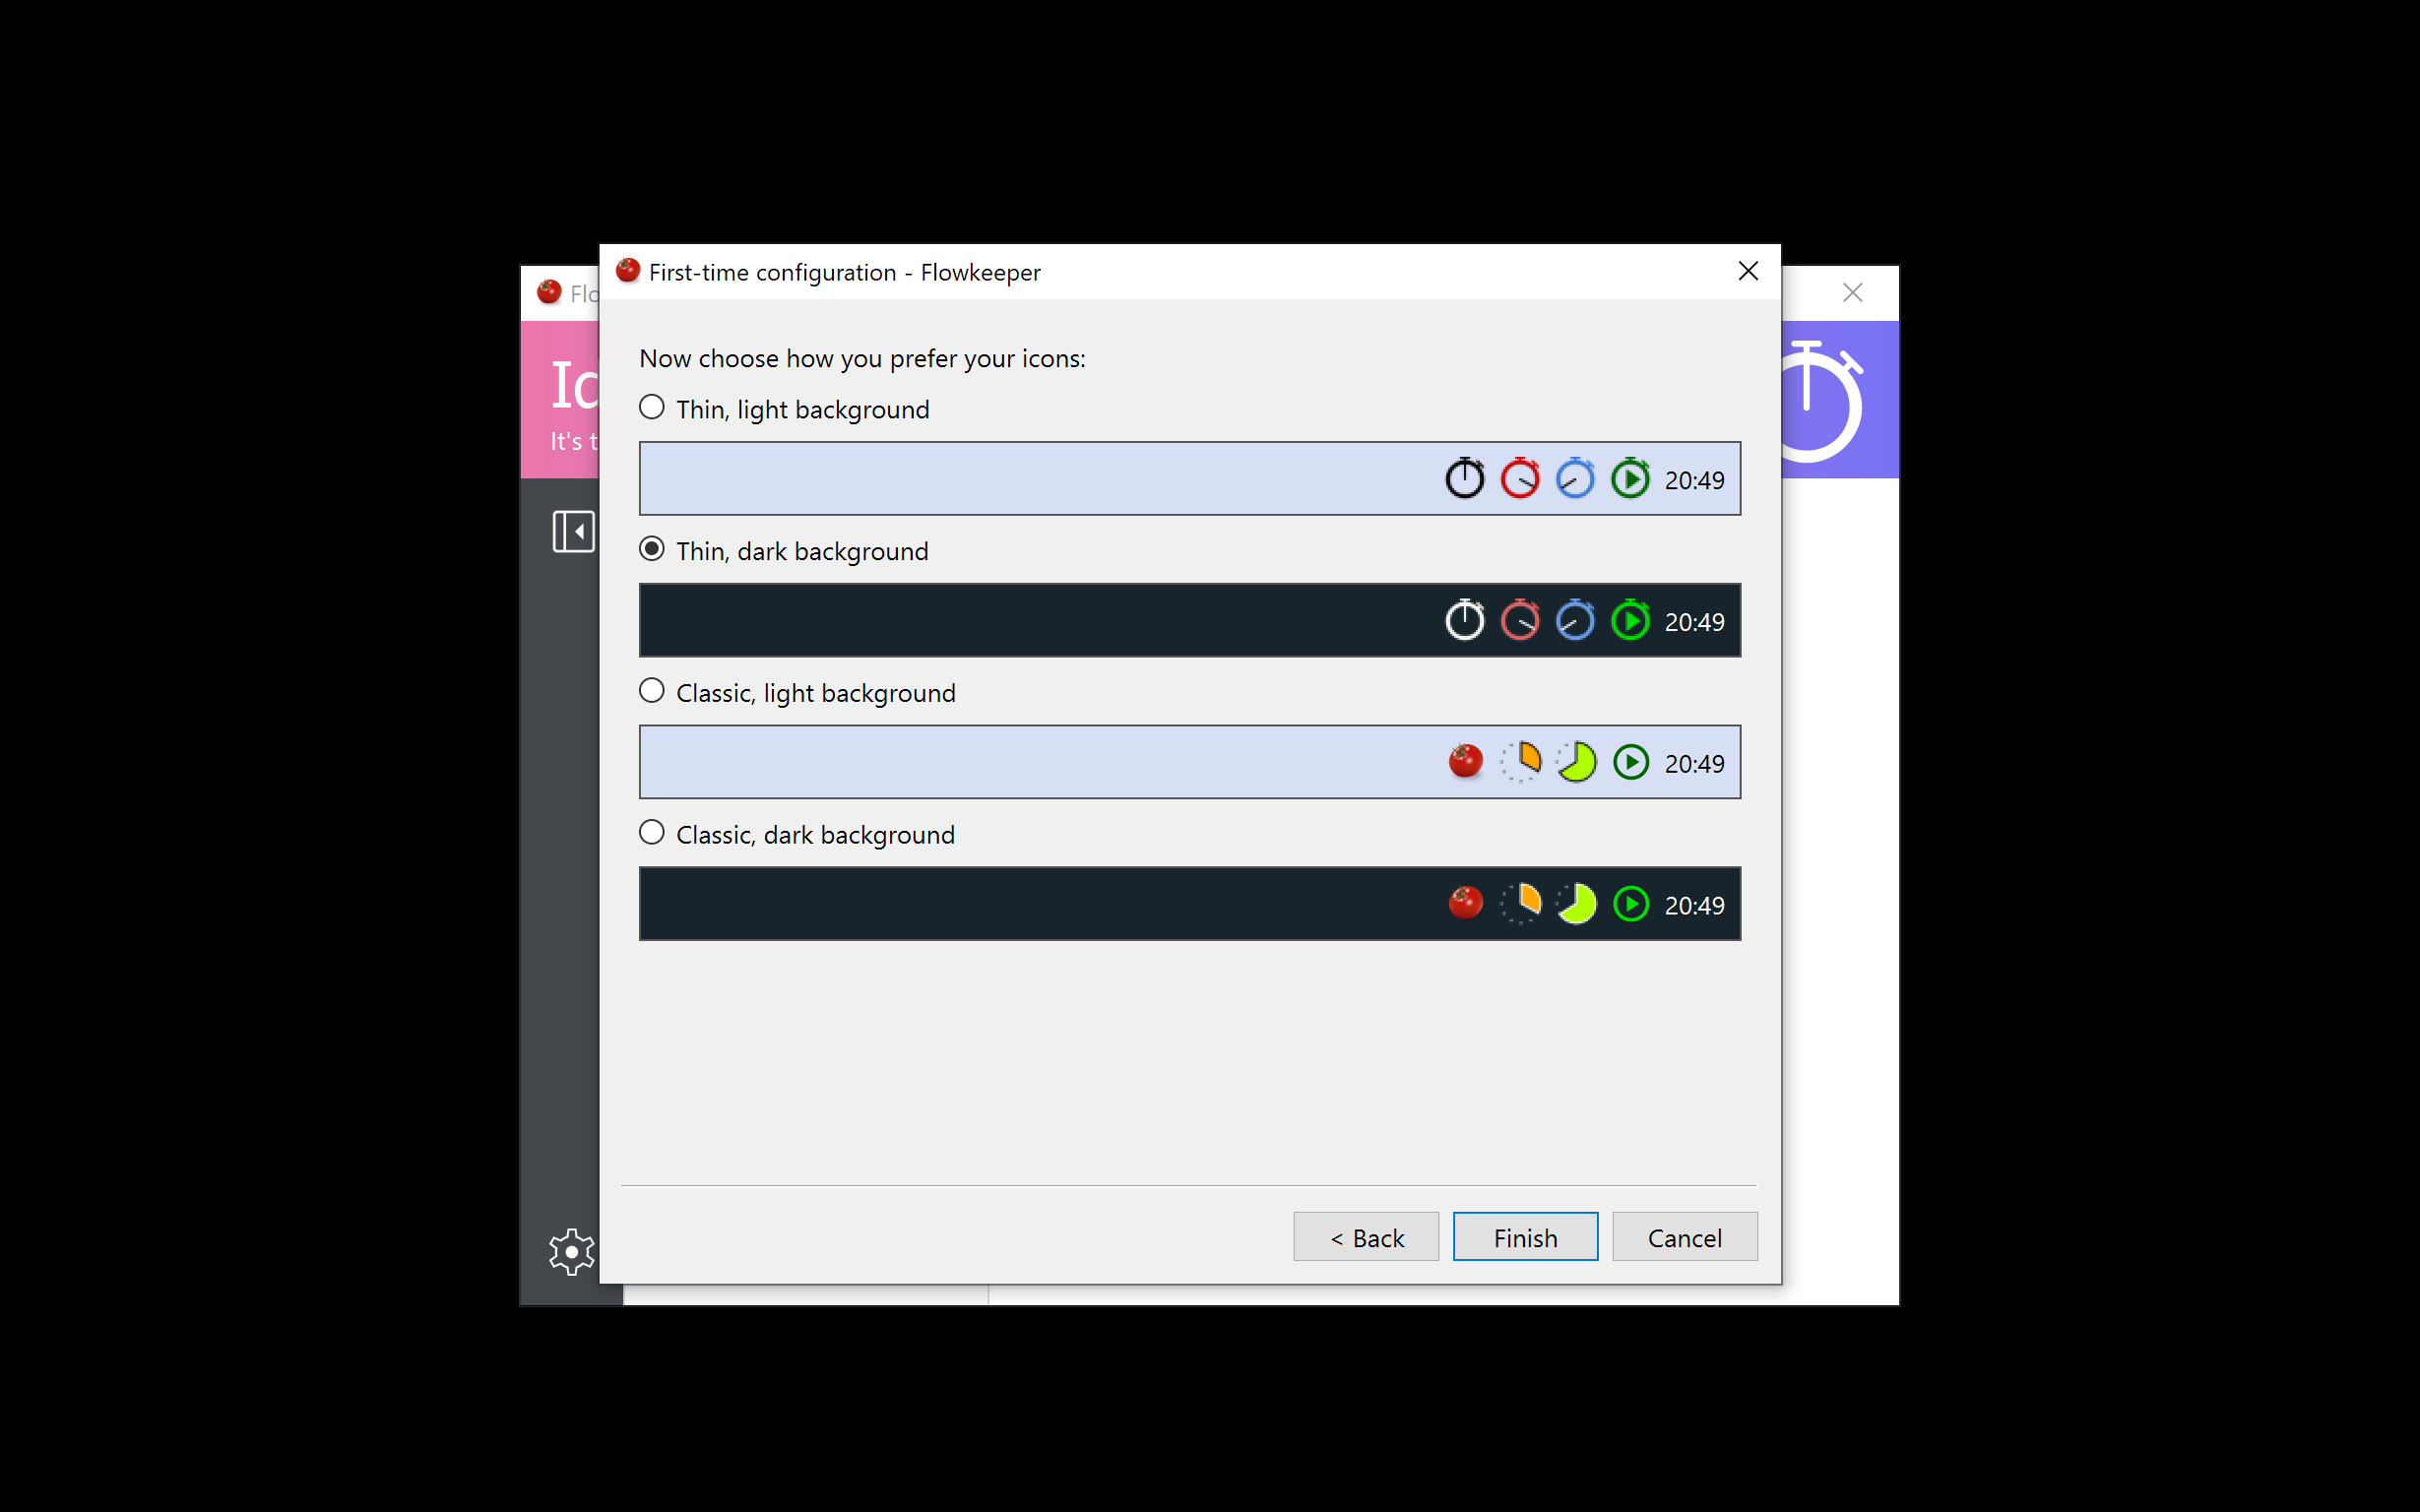 First-time configuration - Flowkeeper
Flo
Now choose how you prefer your icons:
Thin, light background
20:49
Thin, dark background
20:49
Classic, light background
20:49
Classic, dark background
20:49
It's t
< Back
Finish
Cancel